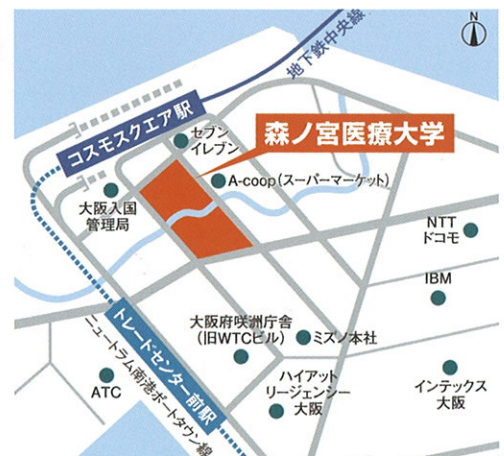 N
地下鉄中央線
コスモスクエア駅
セブン
イレブン
森ノ宮医療大学
A-coop(スーパーマーケット)
大阪入国
管理局
NTT
ドコモ
IBM
大阪府咲洲庁舎
(旧WTCビル)
ミズノ本社
トレードセンター前駅
ニュートラム南港ポートタウン線
ATC
ハイアット
リージェンシー
大阪
インテックス
大阪